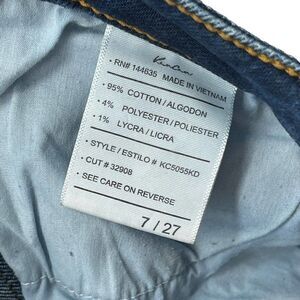 KanCan
• RN# 144635 MADE IN VIETNAM
• 95% COTTON / ALGODON
• 4% POLYESTER / POLIESTER
• 1% LYCRA / LICRA
• STYLE / ESTILO # KC5055KD
• CUT # 32908
• SEE CARE ON REVERSE
7 / 27